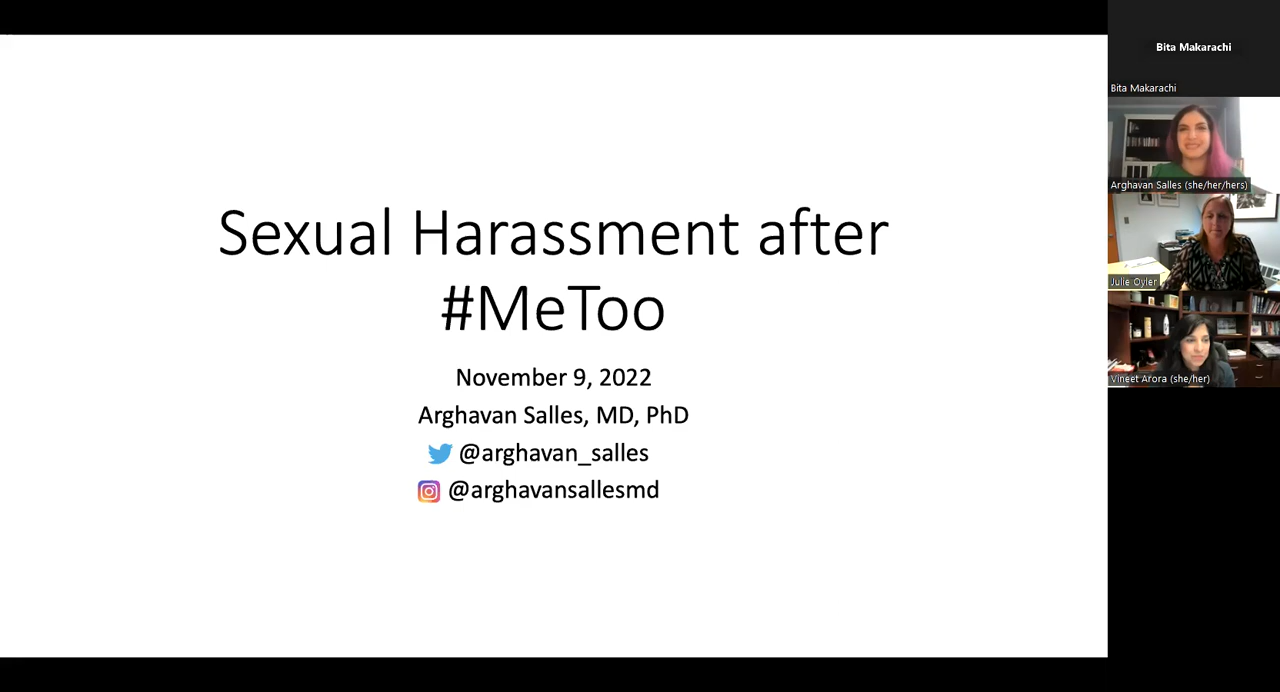 Sexual Harassment after
#MeToo
November 9, 2022
Arghavan Salles, MD, PhD
@arghavan_salles
@arghavansallesmd
Bita Makarachi
Bita Makarachi
Arghavan Salles (she/her/hers)
Julie Oyler
Vineet Arora (she/her)